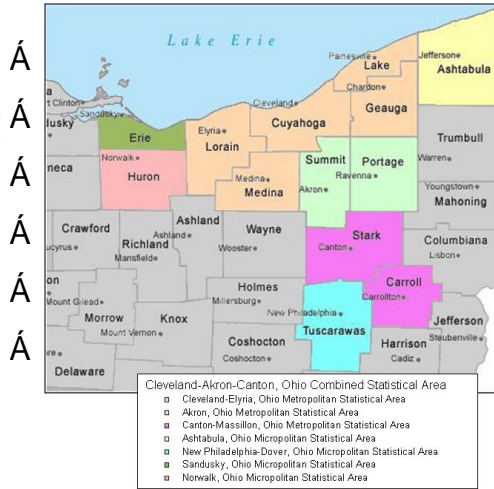 Á
Á
Á
Á
Á
Á
Lake Erie
Painesville
Lake
Jefferson
Ashtabula
Chardon
Geauga
Cleveland
Cuyahoga
a
rt Clinton
Sandusky
dusky
Erie
Elyria
Lorain
Trumbull
Warren
Summit
Portage
Ravenna
Akron
Norwalk
Huron
neca
Medina
Medina
Youngstown
Mahoning
Ashland
Ashland
Crawford
ucyrus
Richland
Mansfield
Wayne
Wooster
Stark
Canton
Columbiana
Lisbon
Carroll
Carrollton
Holmes
Millersburg
on
Mount Gilead
Morrow
Knox
Mount Vernon
New Philadelphia
Tuscarawas
Jefferson
Steubenville
Harrison
Cadiz
Coshocton
Coshocton
are
Delaware
Cleveland-Akron-Canton, Ohio Combined Statistical Area
Cleveland-Elyria, Ohio Metropolitan Statistical Area
Akron, Ohio Metropolitan Statistical Area
Canton-Massillon, Ohio Metropolitan Statistical Area
Ashtabula, Ohio Micropolitan Statistical Area
New Philadelphia-Dover, Ohio Micropolitan Statistical Area
Sandusky, Ohio Micropolitan Statistical Area
Norwalk, Ohio Micropolitan Statistical Area